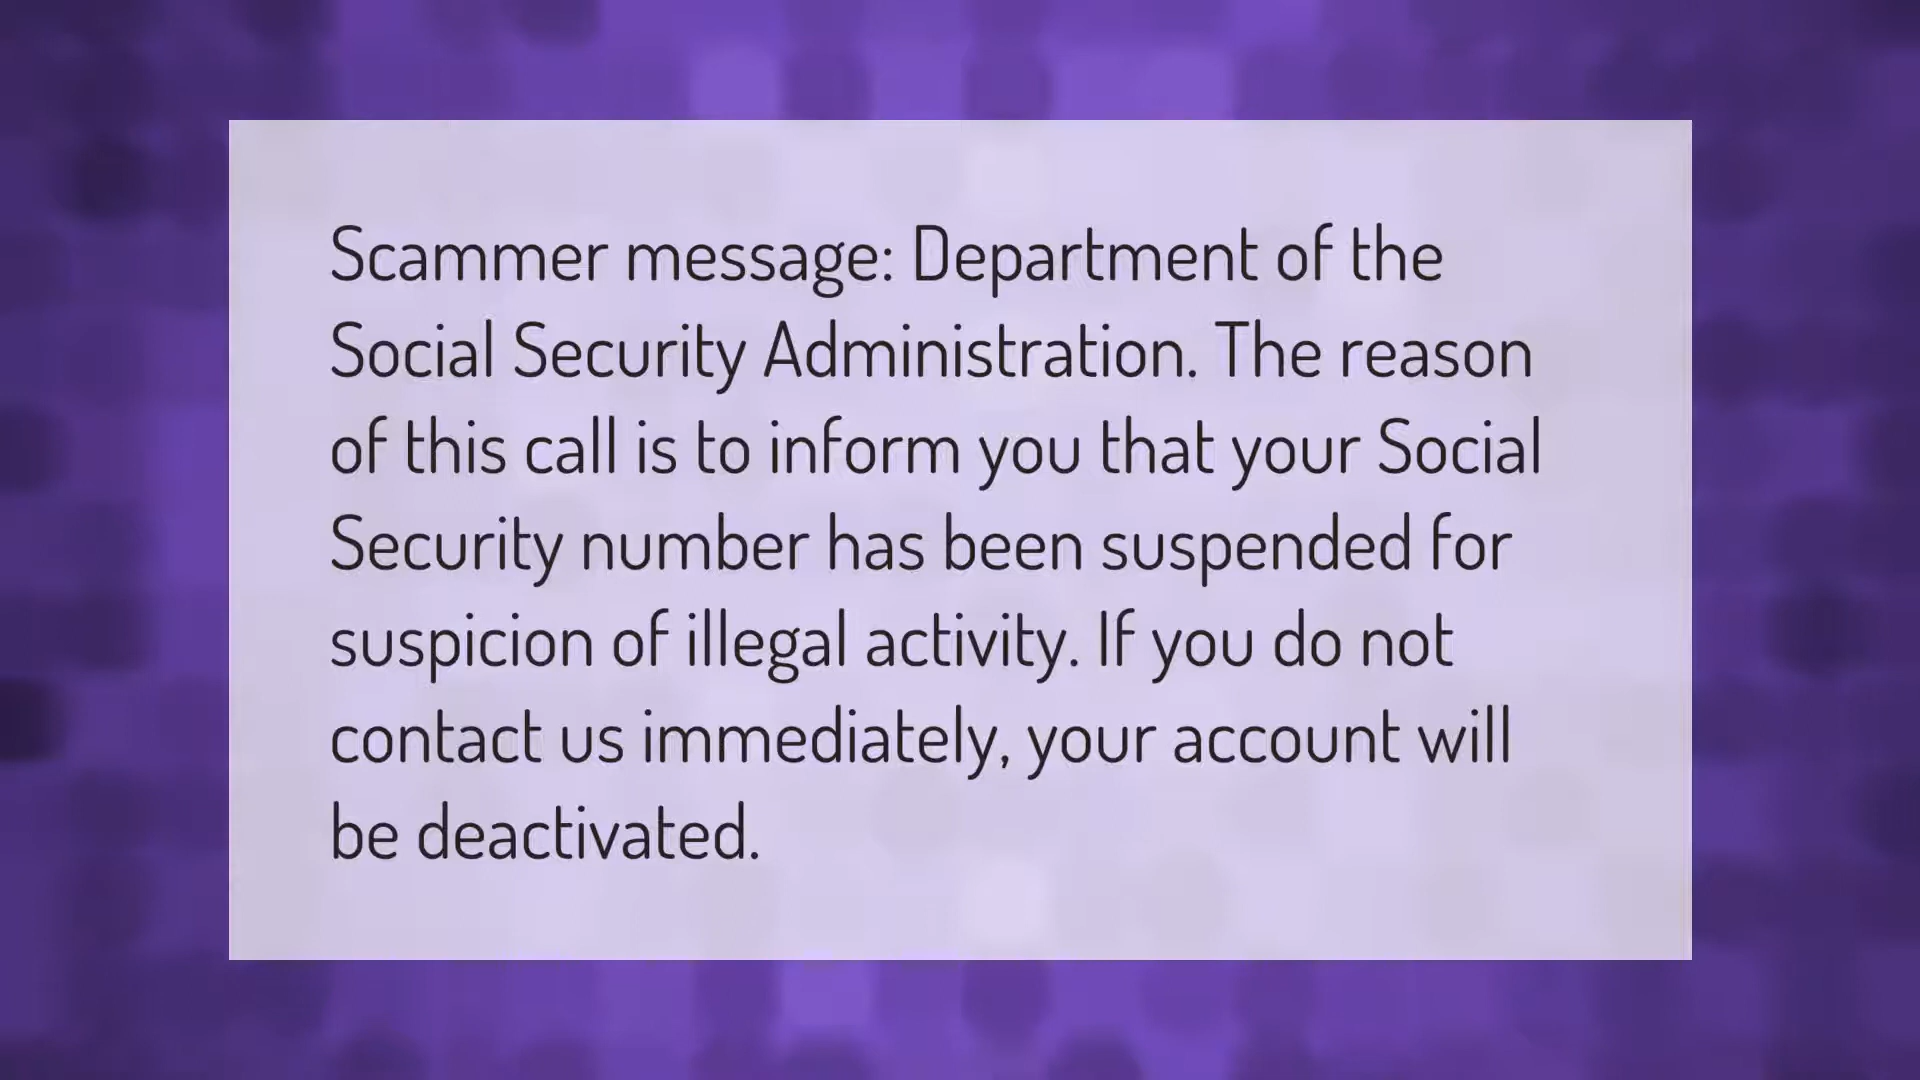 Scammer message: Department of the
Social Security Administration. The reason
of this call is to inform you that your Social
Security number has been suspended for
suspicion of illegal activity. If you do not
contact us immediately, your account will
be deactivated.